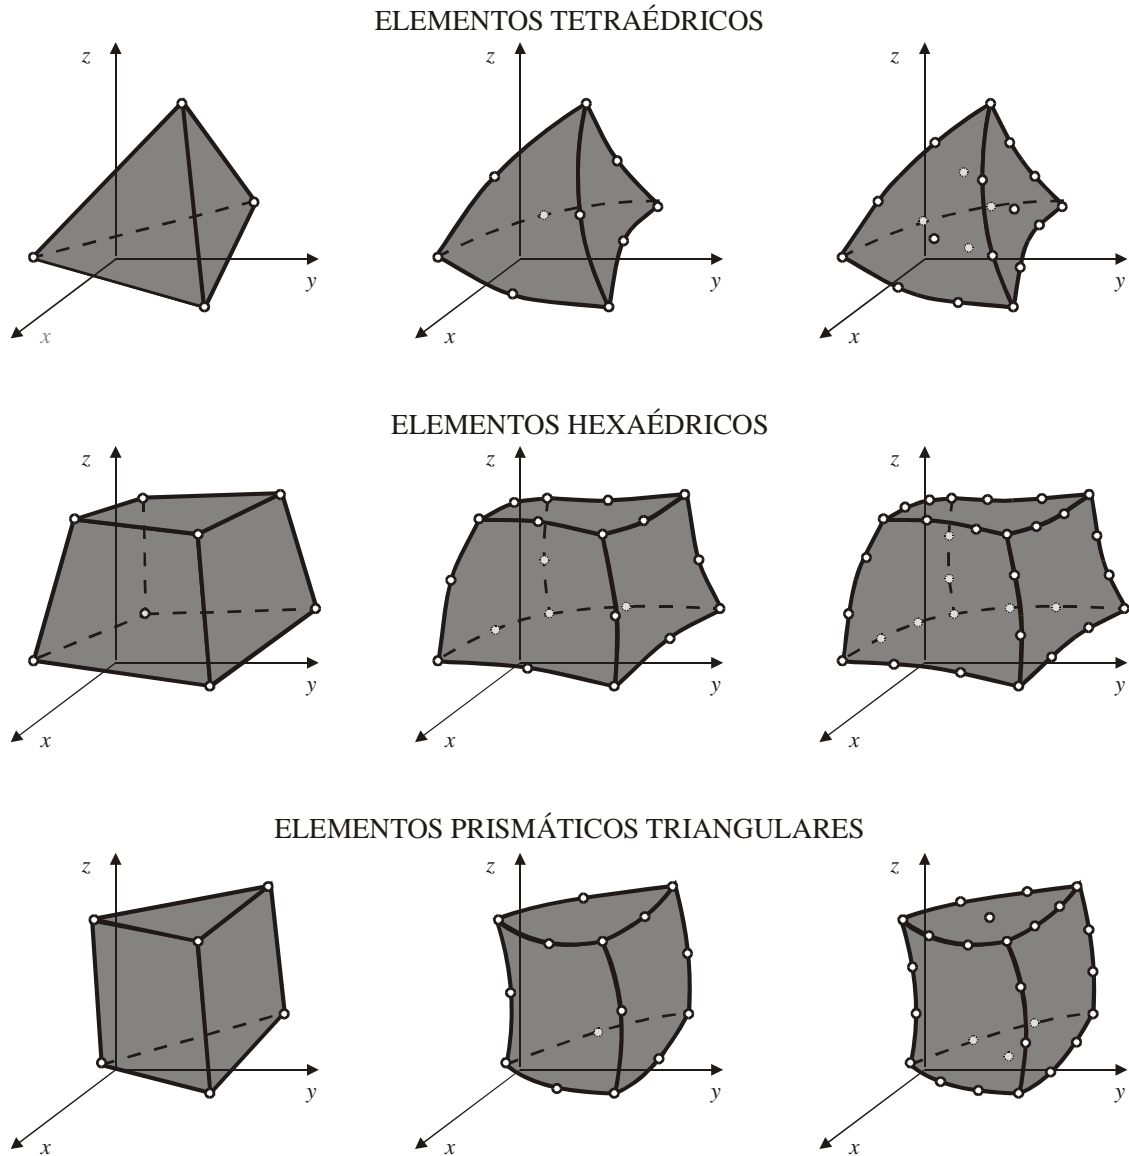 ELEMENTOS TETRAÉDRICOS
z z z
y y y
x x x
ELEMENTOS HEXAÉDRICOS
z z z
y y y
x x x
ELEMENTOS PRISMÁTICOS TRIANGULARES
z z z
y y y
x x x